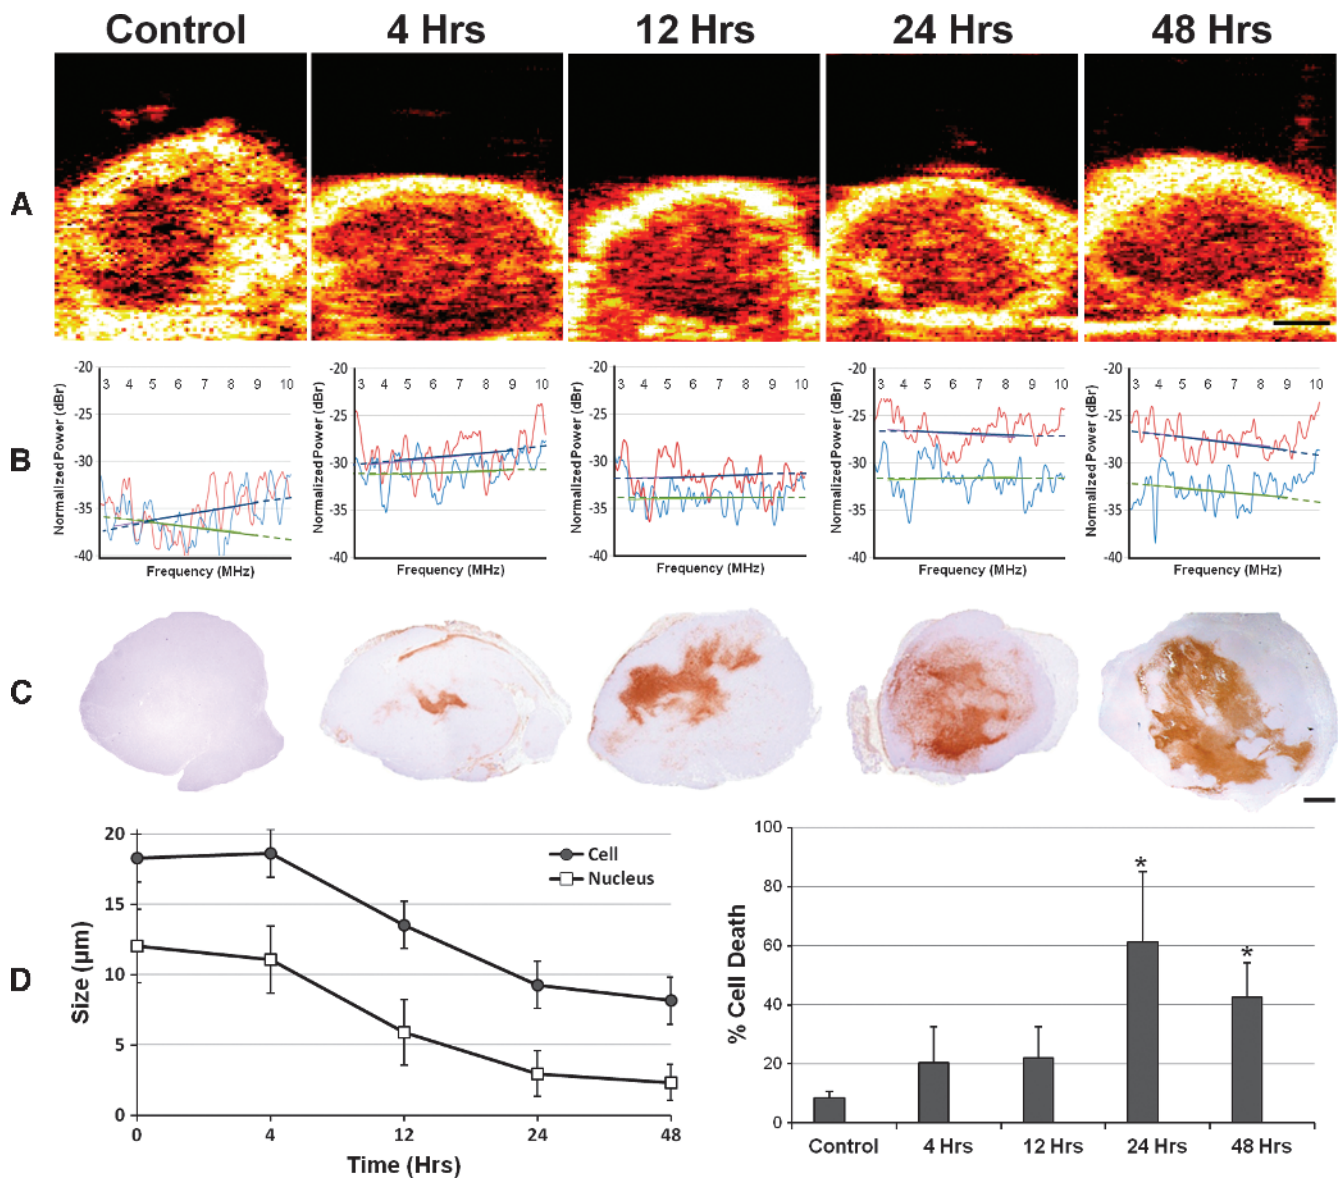 Control 4 Hrs 12 Hrs 24 Hrs 48 Hrs
A
B
Normalized Power (dBr)
-20
-25
-30
-35
-40
3 4 5 6 7 8 9 10
Frequency (MHz)
Normalized Power (dBr)
-20
-25
-30
-35
-40
3 4 5 6 7 8 9 10
Frequency (MHz)
Normalized Power (dBr)
-20
-25
-30
-35
-40
3 4 5 6 7 8 9 10
Frequency (MHz)
Normalized Power (dBr)
-20
-25
-30
-35
-40
3 4 5 6 7 8 9 10
Frequency (MHz)
Normalized Power (dBr)
-20
-25
-30
-35
-40
3 4 5 6 7 8 9 10
Frequency (MHz)
C
D
Size (µm)
20
15
10
5
0
Cell
Nucleus
0 4 12 24 48
Time (Hrs)
% Cell Death
100
80
60
40
20
0
*
*
Control 4 Hrs 12 Hrs 24 Hrs 48 Hrs